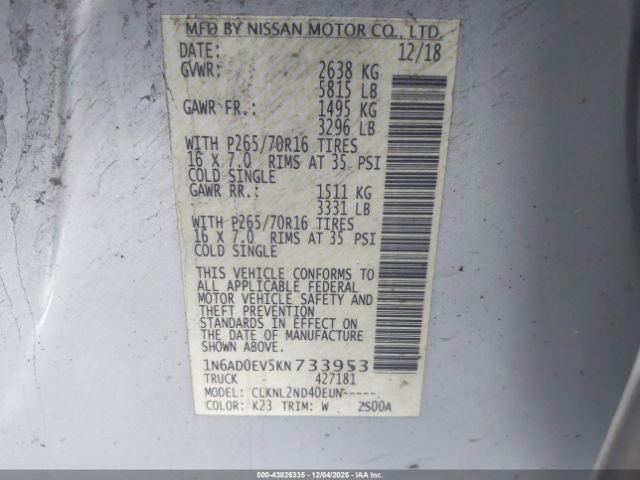 MFD BY NISSAN MOTOR CO., LTD.
DATE: 12/18
GVWR: 2638 KG
5815 LB
GAWR FR.: 1495 KG
3296 LB
WITH P265/70R16 TIRES
16 X 7.0 RIMS AT 35 PSI
COLD SINGLE
GAWR RR.: 1511 KG
3331 LB
WITH P265/70R16 TIRES
16 X 7.0 RIMS AT 35 PSI
COLD SINGLE
THIS VEHICLE CONFORMS TO
ALL APPLICABLE FEDERAL
MOTOR VEHICLE SAFETY AND
THEFT PREVENTION
STANDARDS IN EFFECT ON
THE DATE OF MANUFACTURE
SHOWN ABOVE.
1N6AD0EV5KN733953
TRUCK 427181
MODEL: CLKNL2ND40EUN-----
COLOR: K23 TRIM: W 2S00A
000-43826335 - 12/04/2025 - IAAI.COM